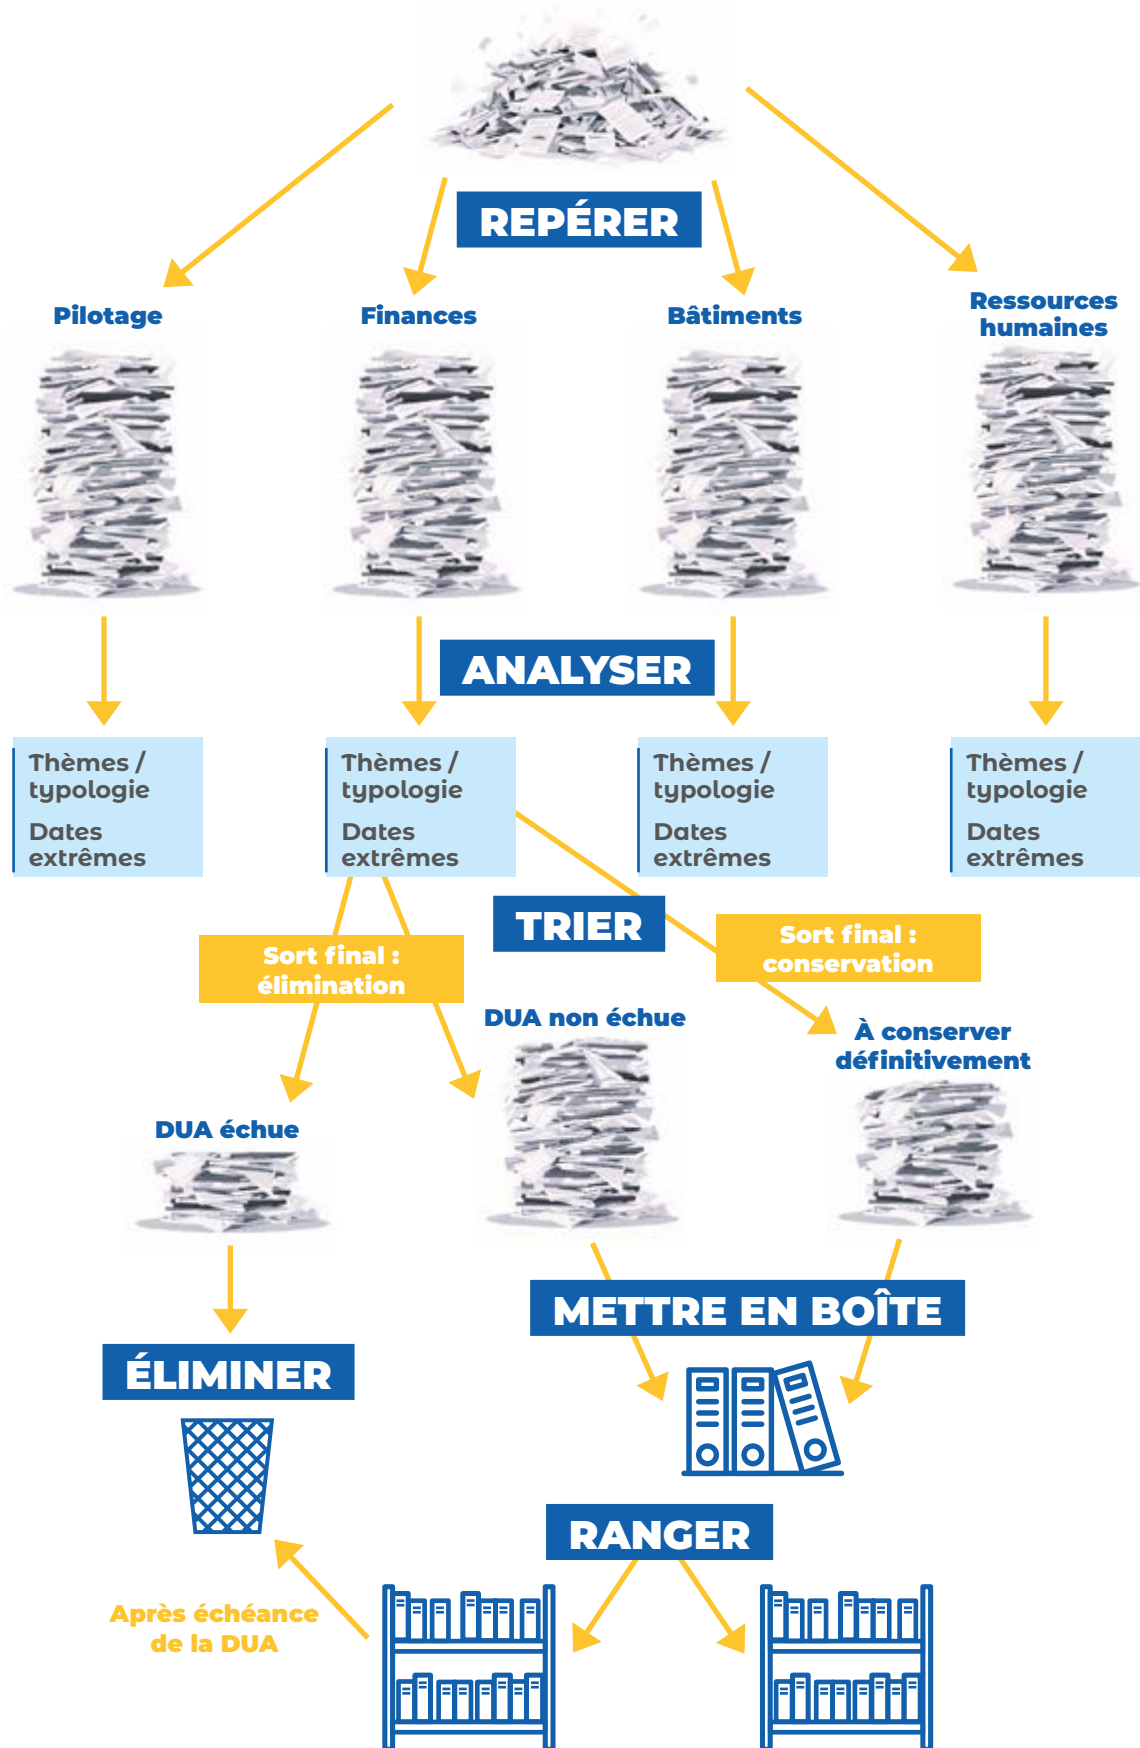 REPÉRER
Pilotage
Finances
Bâtiments
Ressources
humaines
ANALYSER
Thèmes /
typologie
Dates
extrêmes
Thèmes /
typologie
Dates
extrêmes
Thèmes /
typologie
Dates
extrêmes
Thèmes /
typologie
Dates
extrêmes
TRIER
Sort final :
élimination
Sort final :
conservation
DUA non échue
À conserver
définitivement
DUA échue
METTRE EN BOÎTE
ÉLIMINER
RANGER
Après échéance
de la DUA